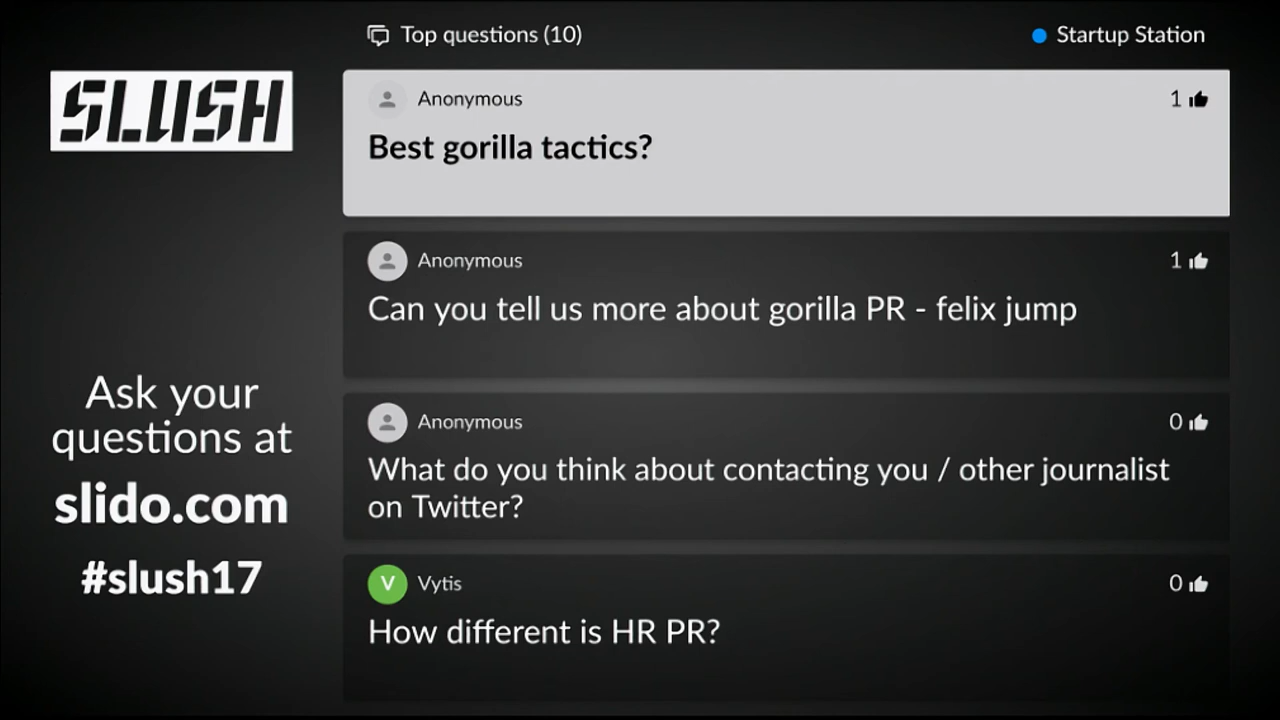 Top questions (10)
Startup Station
SLUSH
Anonymous
1
Best gorilla tactics?
Anonymous
1
Can you tell us more about gorilla PR - felix jump
Anonymous
0
What do you think about contacting you / other journalist
on Twitter?
V
Vytis
0
How different is HR PR?
Ask your
questions at
slido.com
#slush17